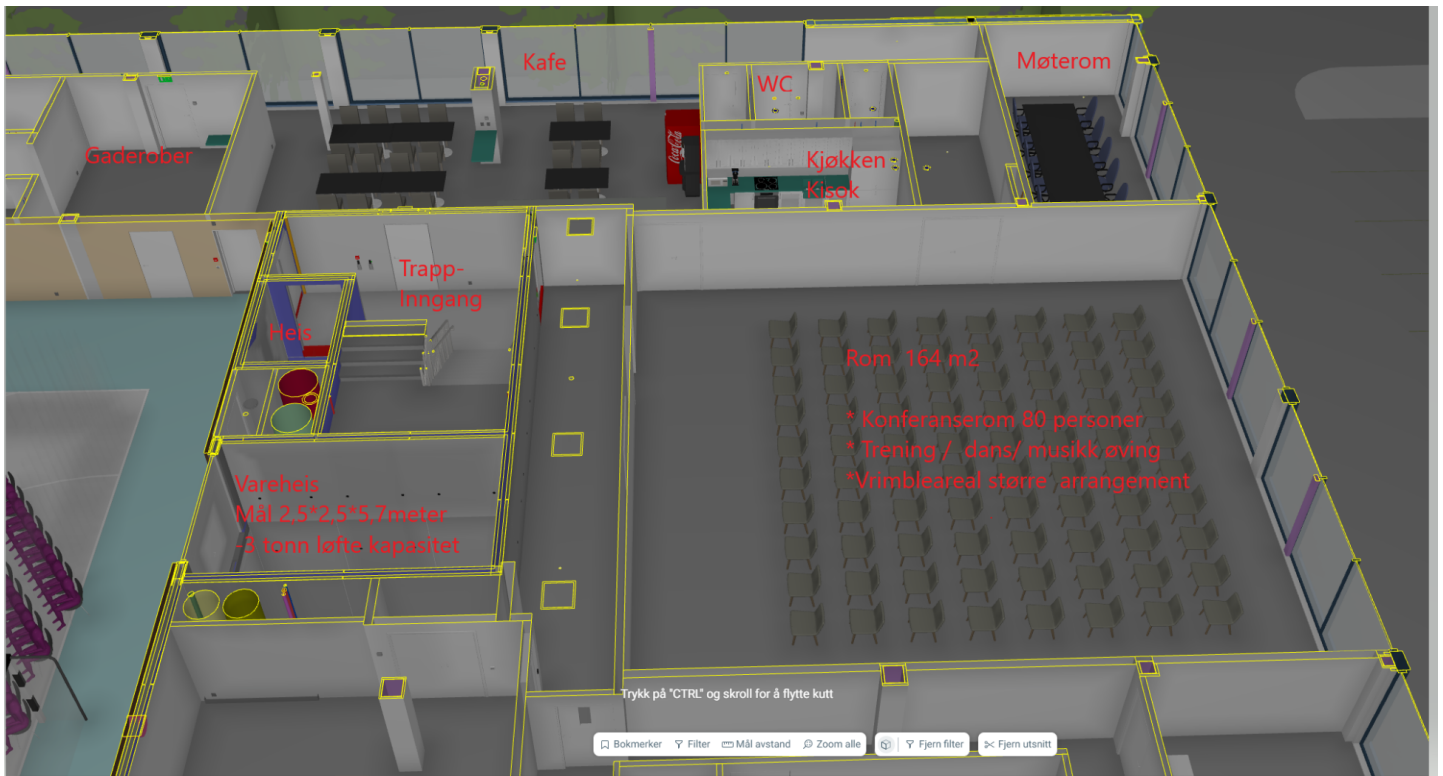 Kafe
WC
Møterom
Gaderober
Coca-Cola
Kjøkken
Kisok
Trapp-
Inngang
Heis
Rom 164 m2
* Konferanserom 80 personer
* Trening / dans/ musikk øving
*Vrimbleareal større arrangement
Vareheis
Mål 2,5*2,5*5,7meter
-3 tonn løfte kapasitet
Trykk på "CTRL" og skroll for å flytte kutt
Bokmerker Filter Mål avstand Zoom alle Fjern filter Fjern utsnitt